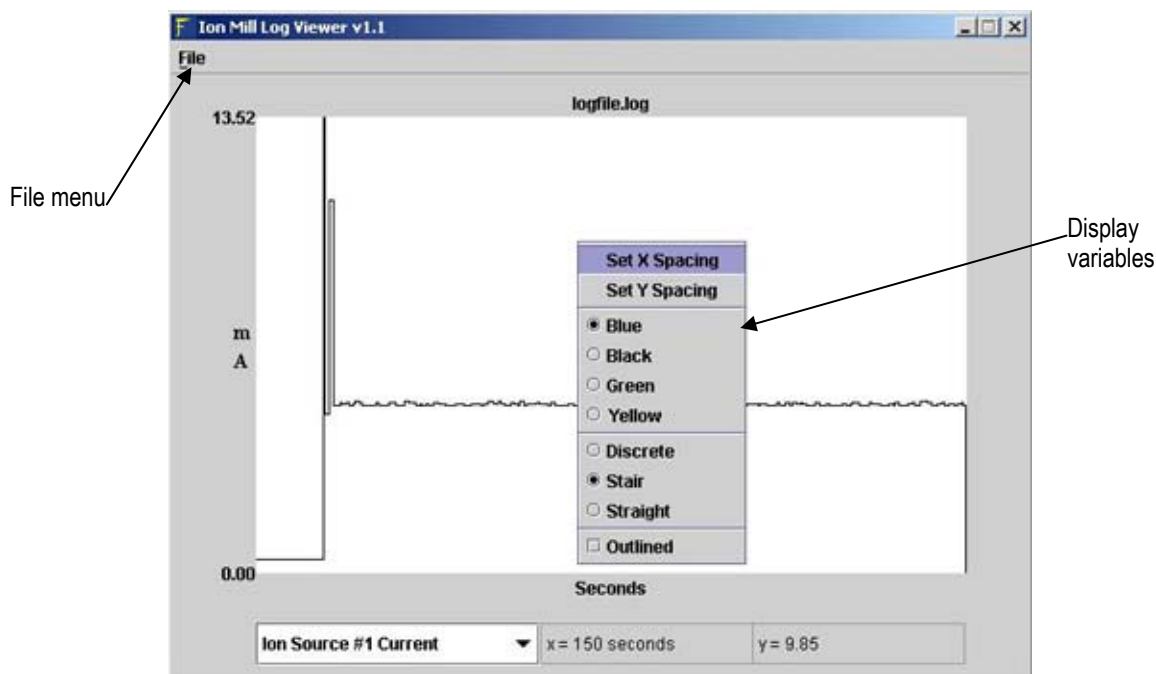 Ion Mill Log Viewer v1.1
File
logfile.log
13.52
File menu
Display
variables
Set X Spacing
Set Y Spacing
Blue
m
Black
A
Green
Yellow
Discrete
Stair
Straight
Outlined
0.00
Seconds
Ion Source #1 Current
x = 150 seconds
y = 9.85